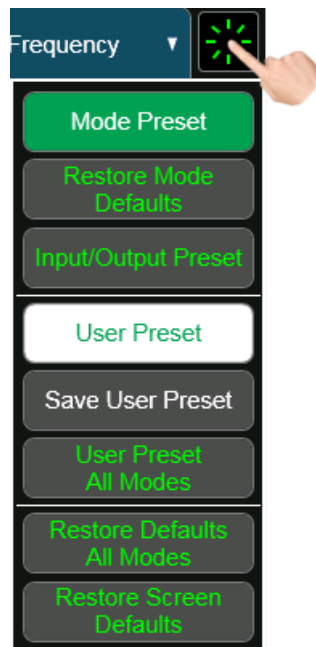 Frequency
Mode Preset
Restore Mode
Defaults
Input/Output Preset
User Preset
Save User Preset
User Preset
All Modes
Restore Defaults
All Modes
Restore Screen
Defaults